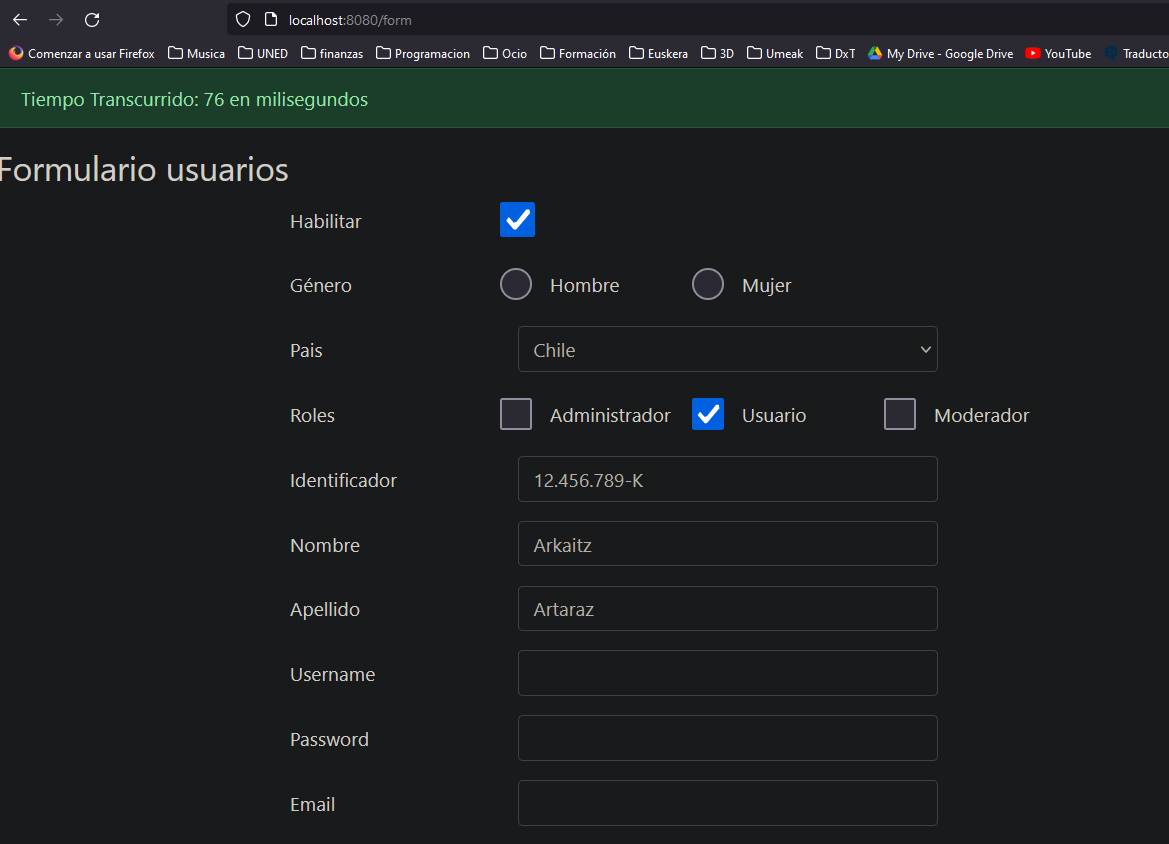 localhost:8080/form
Comenzar a usar Firefox Musica UNED finanzas Programacion Ocio Formación Euskera 3D Umeak DxT My Drive - Google Drive YouTube Traducto
Tiempo Transcurrido: 76 en milisegundos
Formulario usuarios
Habilitar
Género Hombre Mujer
Pais Chile
Roles Administrador Usuario Moderador
Identificador 12.456.789-K
Nombre Arkaitz
Apellido Artaraz
Username
Password
Email